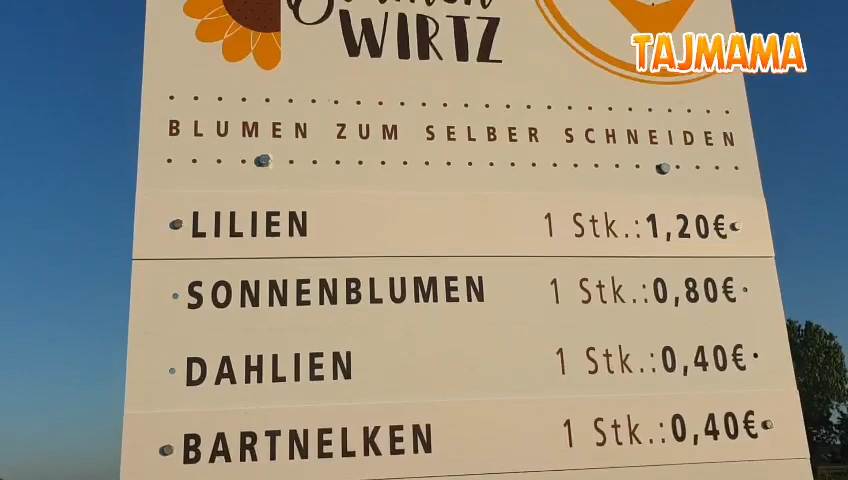 WIRTZ
TAJMAMA
BLUMEN ZUM SELBER SCHNEIDEN
LILIEN 1 Stk.:1,20€
SONNENBLUMEN 1 Stk.:0,80€
DAHLIEN 1 Stk.:0,40€
BARTNELKEN 1 Stk.:0,40€